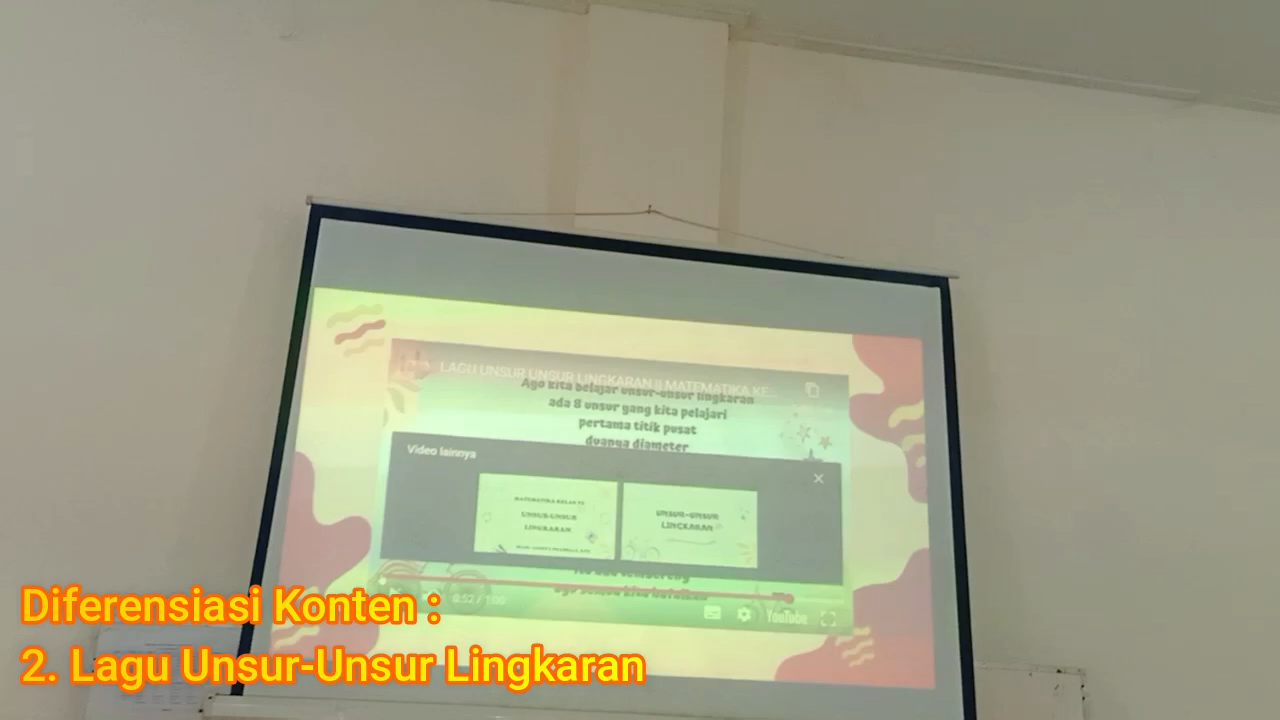 LAGU UNSUR UNSUR LINGKARAN || MATEMATIKA KE...
Ayo kita belajar unsur-unsur lingkaran
ada 8 unsur yang kita pelajari
pertama titik pusat
duanya diameter
Video lainnya
MATEMATIKA KELAS VI
UNSUR-UNSUR
LINGKARAN
UNSUR-UNSUR
LINGKARAN
0:52 / 1:00
YouTube
Diferensiasi Konten :
2. Lagu Unsur-Unsur Lingkaran